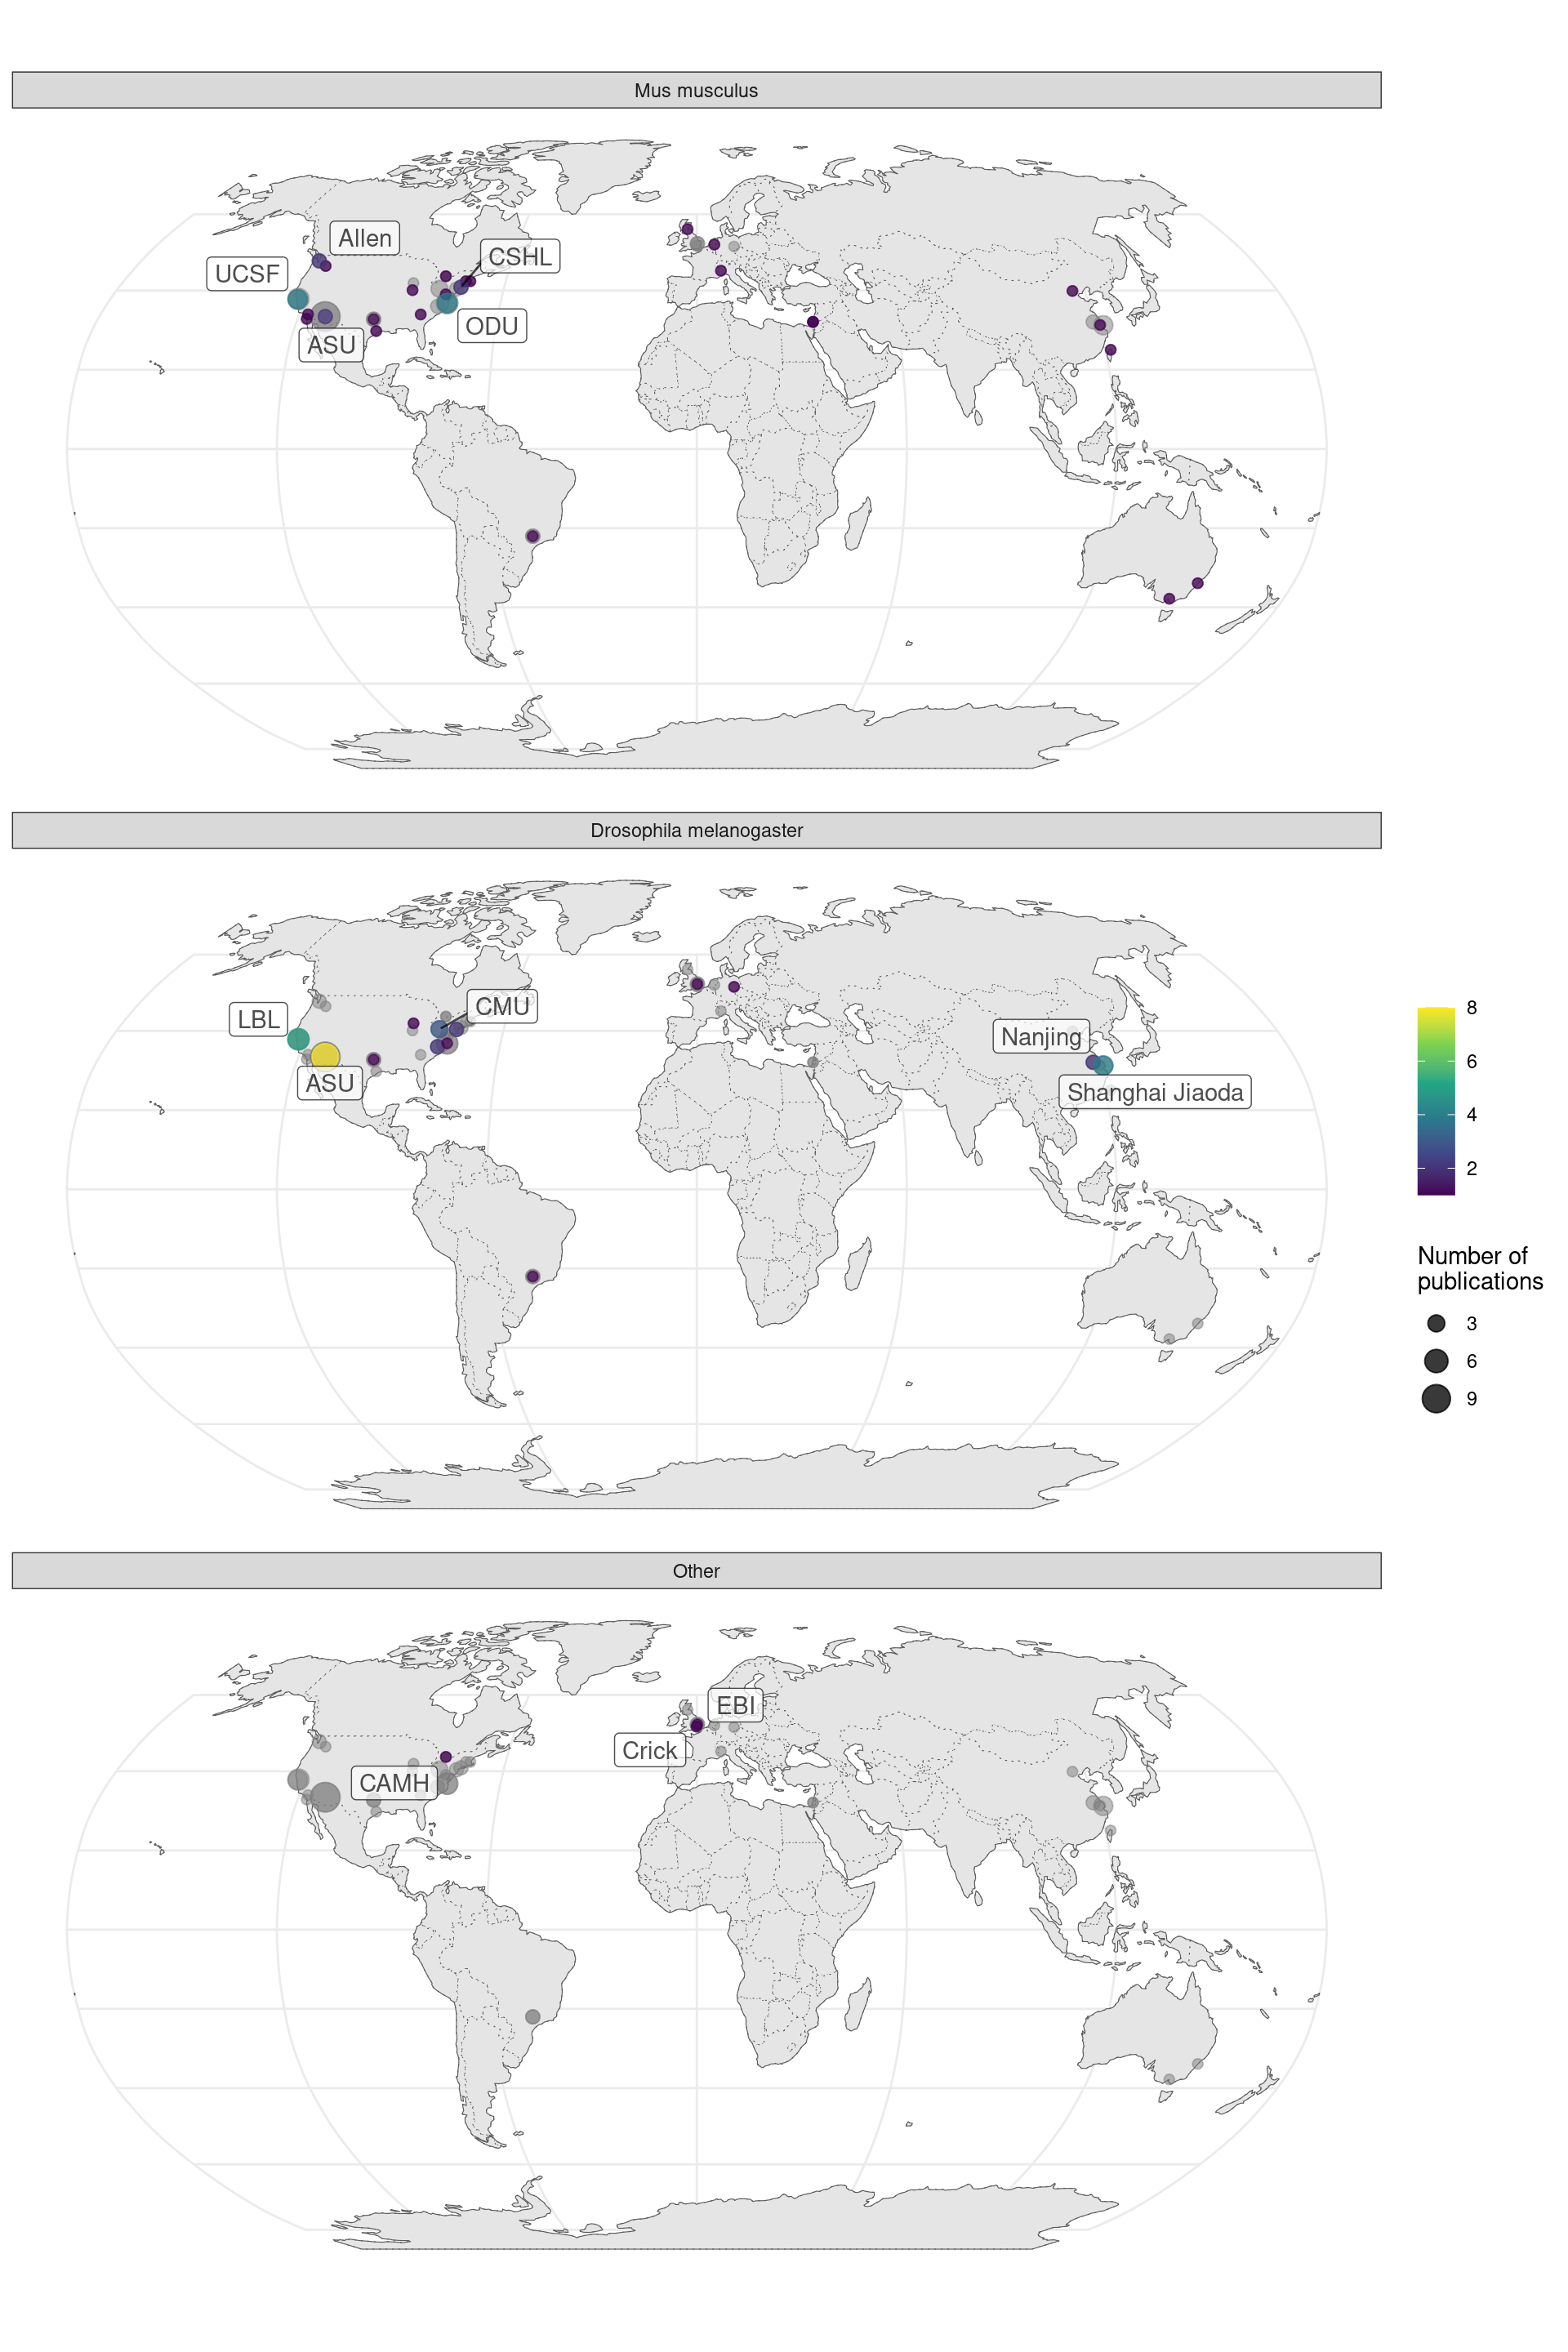 Mus musculus
Allen
CSHL
UCSF
ODU
ASU
Drosophila melanogaster
CMU
LBL
Nanjing
ASU
Shanghai Jiaoda
8
6
4
2
Number of
publications
3
6
9
Other
EBI
Crick
CAMH